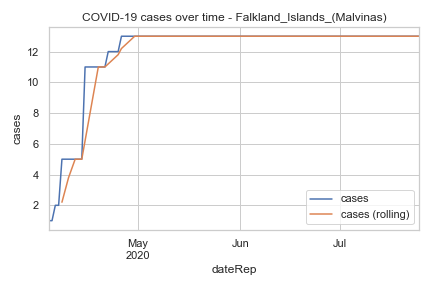 COVID-19 cases over time - Falkland_Islands_(Malvinas)
cases
12
10
8
6
4
2
cases
cases (rolling)
May
2020
Jun
Jul
dateRep